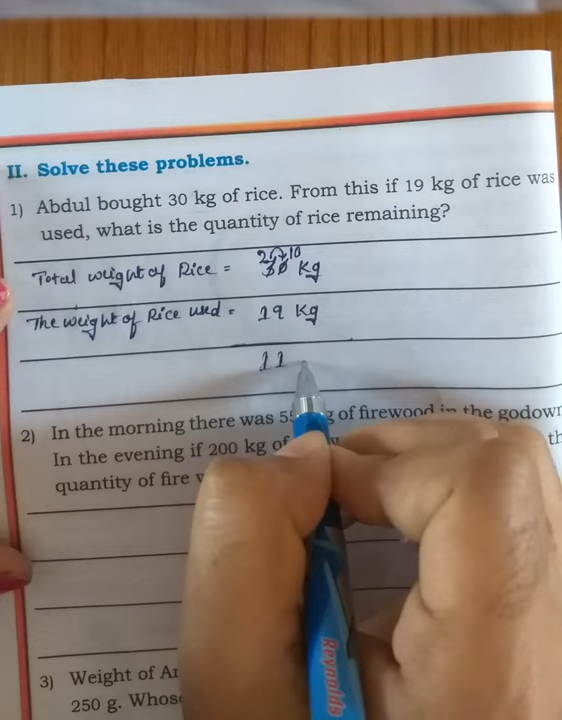 II. Solve these problems.
1) Abdul bought 30 kg of rice. From this if 19 kg of rice was
used, what is the quantity of rice remaining?
2 10
Total weight of Rice = 30 Kg
The weight of Rice used = 19 Kg
11
2) In the morning there was of firewood in the godown
In the evening if 200 kg of
quantity of fire
3) Weight of
250 g.
Reynolds